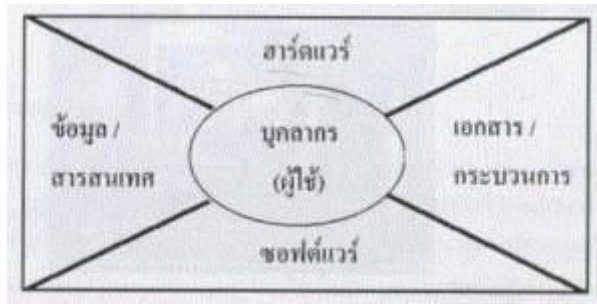 ฮาร์ดแวร์
ข้อมูล /
สารสนเทศ
บุคลากร
(ผู้ใช้)
เอกสาร /
กระบวนการ
ซอฟต์แวร์